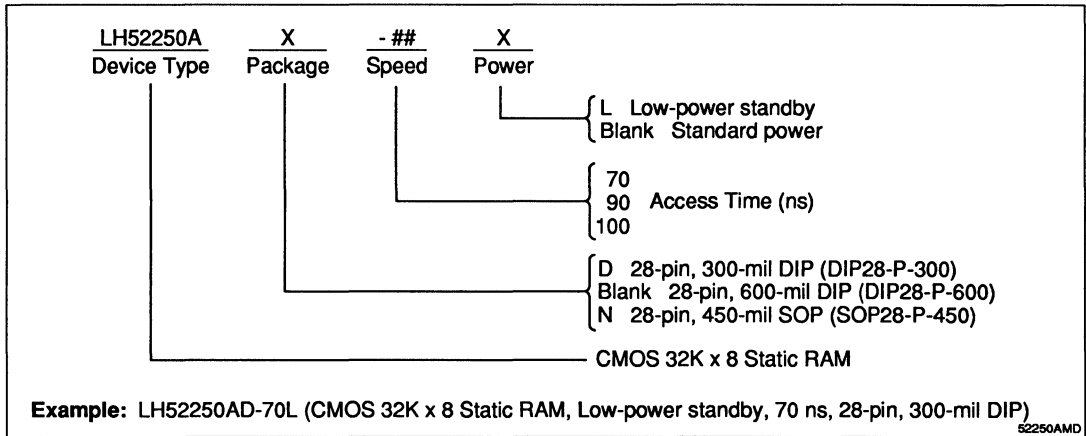 LH52250A X - ## X
Device Type Package Speed Power
L Low-power standby
Blank Standard power
70
90 Access Time (ns)
100
D 28-pin, 300-mil DIP (DIP28-P-300)
Blank 28-pin, 600-mil DIP (DIP28-P-600)
N 28-pin, 450-mil SOP (SOP28-P-450)
CMOS 32K x 8 Static RAM
Example: LH52250AD-70L (CMOS 32K x 8 Static RAM, Low-power standby, 70 ns, 28-pin, 300-mil DIP)
52250AMD